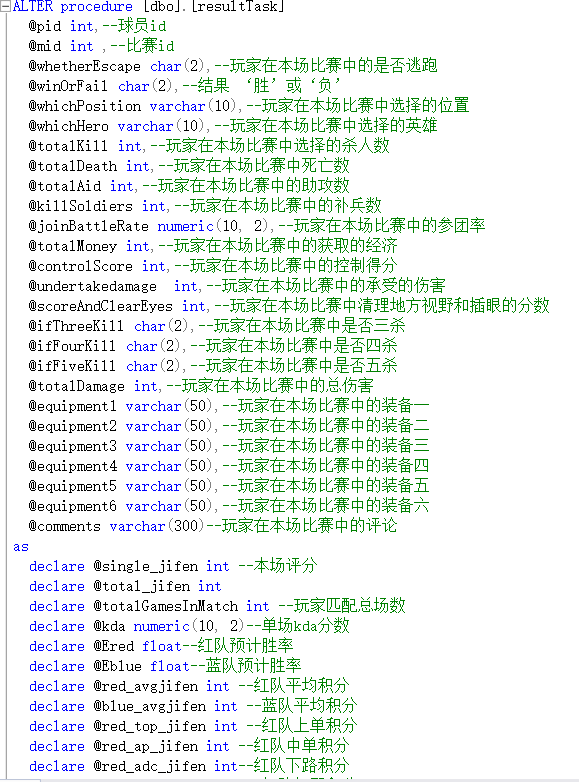 ALTER procedure [dbo].[resultTask]
@pid int,--球员id
@mid int ,--比赛id
@whetherEscape char(2),--玩家在本场比赛中的是否逃跑
@winOrFail char(2),--结果 ‘胜’或‘负’
@whichPosition varchar(10),--玩家在本场比赛中选择的位置
@whichHero varchar(10),--玩家在本场比赛中选择的英雄
@totalKill int,--玩家在本场比赛中选择的杀人数
@totalDeath int,--玩家在本场比赛中死亡数
@totalAid int,--玩家在本场比赛中的助攻数
@killSoldiers int,--玩家在本场比赛中的补兵数
@joinBattleRate numeric(10, 2),--玩家在本场比赛中的参团率
@totalMoney int,--玩家在本场比赛中的获取的经济
@controlScore int,--玩家在本场比赛中的控制得分
@undertakedamage  int,--玩家在本场比赛中的承受的伤害
@scoreAndClearEyes int,--玩家在本场比赛中清理地方视野和插眼的分数
@ifThreeKill char(2),--玩家在本场比赛中是否三杀
@ifFourKill char(2),--玩家在本场比赛中是否四杀
@ifFiveKill char(2),--玩家在本场比赛中是否五杀
@totalDamage int,--玩家在本场比赛中的总伤害
@equipment1 varchar(50),--玩家在本场比赛中的装备一
@equipment2 varchar(50),--玩家在本场比赛中的装备二
@equipment3 varchar(50),--玩家在本场比赛中的装备三
@equipment4 varchar(50),--玩家在本场比赛中的装备四
@equipment5 varchar(50),--玩家在本场比赛中的装备五
@equipment6 varchar(50),--玩家在本场比赛中的装备六
@comments varchar(300)--玩家在本场比赛中的评论
as
declare @single_jifen int --本场评分
declare @total_jifen int
declare @totalGamesInMatch int --玩家匹配总场数
declare @kda numeric(10, 2)--单场kda分数
declare @Ered float--红队预计胜率
declare @Eblue float--蓝队预计胜率
declare @red_avgjifen int --红队平均积分
declare @blue_avgjifen int --蓝队平均积分
declare @red_top_jifen int --红队上单积分
declare @red_ap_jifen int --红队中单积分
declare @red_adc_jifen int--红队下路积分